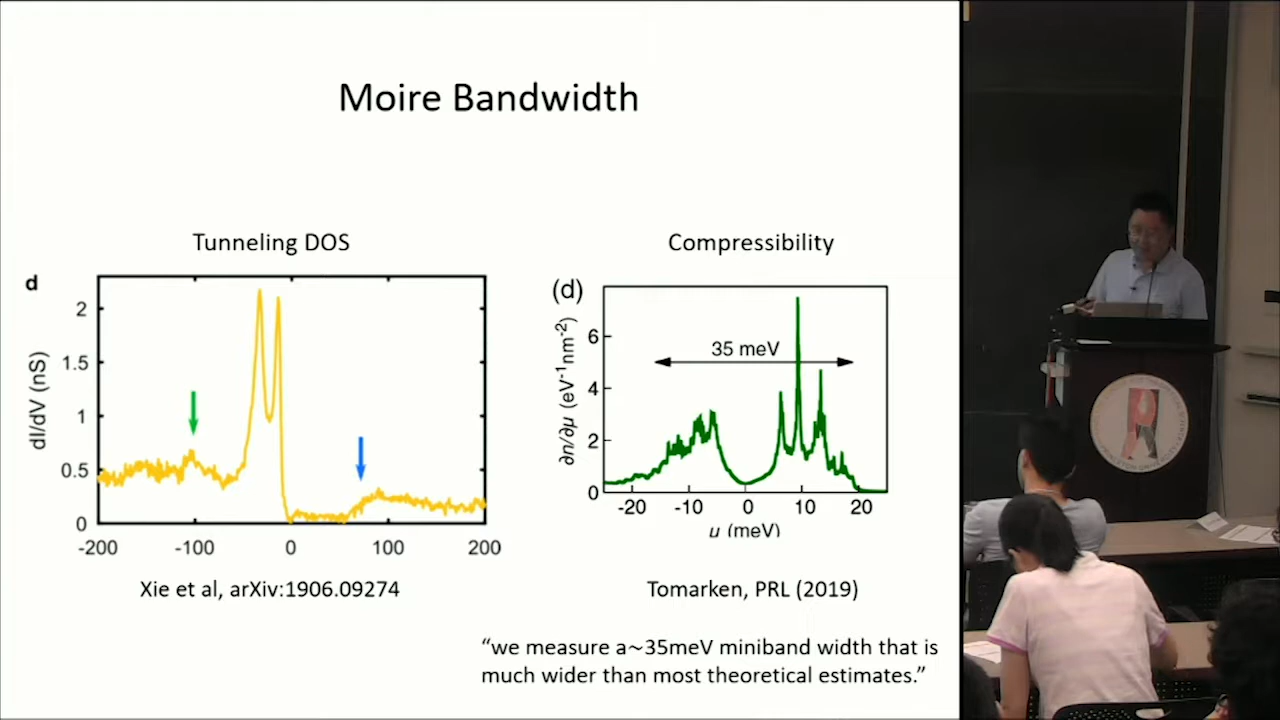 Moire Bandwidth
Tunneling DOS
Compressibility
d
2
1.5
1
0.5
0
dI/dV (nS)
-200
-100
0
100
200
(d)
6
4
2
0
∂n/∂μ (eV⁻¹nm⁻²)
35 meV
-20
-10
0
10
20
μ (meV)
Xie et al, arXiv:1906.09274
Tomarken, PRL (2019)
“we measure a~35meV miniband width that is
much wider than most theoretical estimates.”